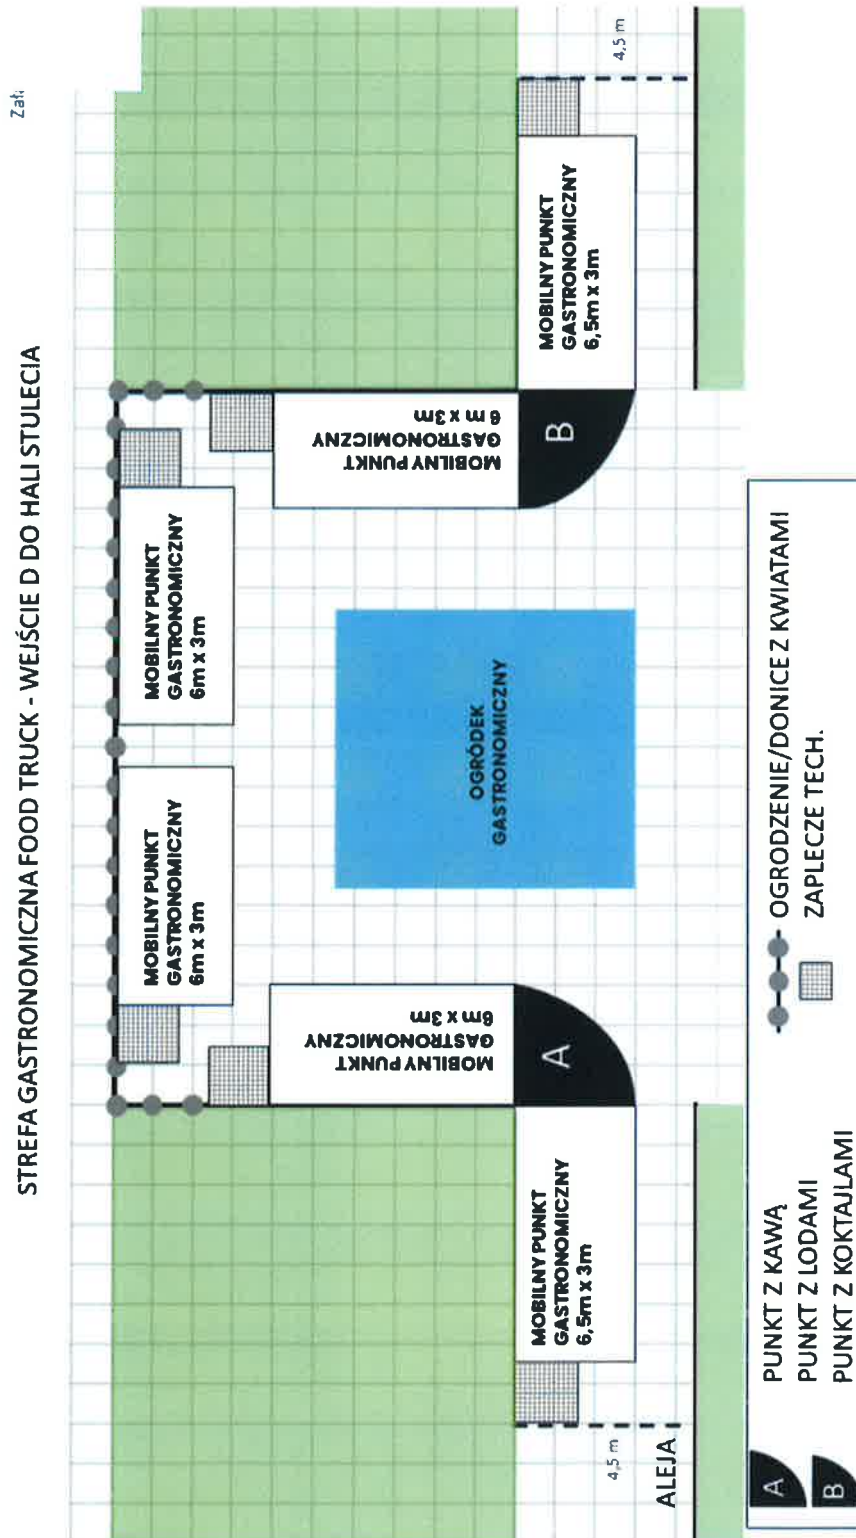 Zał
STREFA GASTRONOMICZNA FOOD TRUCK - WEJŚCIE D DO HALI STULECIA
MOBILNY PUNKT
GASTRONOMICZNY
6m x 3m
MOBILNY PUNKT
GASTRONOMICZNY
6m x 3m
MOBILNY PUNKT
GASTRONOMICZNY
6m x 3m
MOBILNY PUNKT
GASTRONOMICZNY
6 m x 3m
OGRÓDEK
GASTRONOMICZNY
A
B
MOBILNY PUNKT
GASTRONOMICZNY
6,5m x 3m
MOBILNY PUNKT
GASTRONOMICZNY
6,5m x 3m
4,5 m
4,5 m
ALEJA
A
B
PUNKT Z KAWĄ
PUNKT Z LODAMI
PUNKT Z KOKTAJLAMI
OGRODZENIE/DONICE Z KWIATAMI
ZAPLECZE TECH.